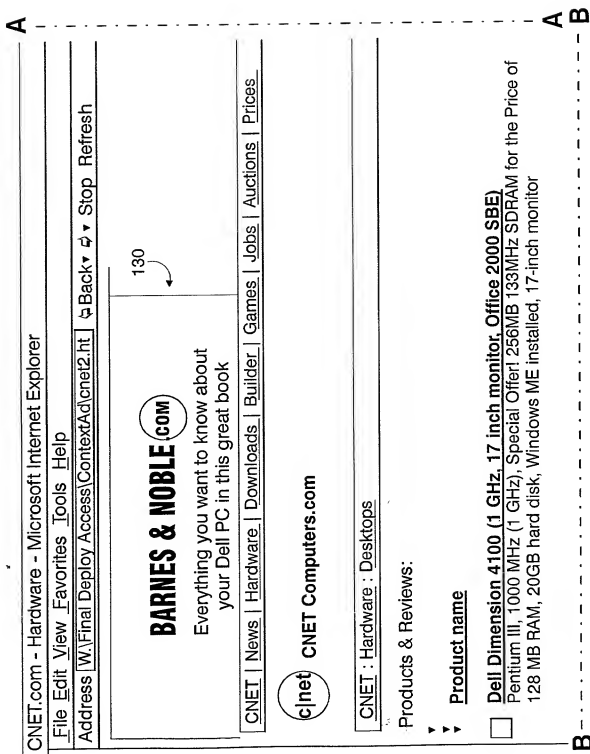 A
CNET.com - Hardware - Microsoft Internet Explorer
File Edit View Favorites Tools Help
Address W:\Final Deploy Access\ContextAd\cnet2.ht Back Stop Refresh
130
BARNES & NOBLE .COM
Everything you want to know about
your Dell PC in this great book
CNET | News | Hardware | Downloads | Builder | Games | Jobs | Auctions | Prices
c|net CNET Computers.com
CNET : Hardware : Desktops
Products & Reviews:
Product name
Dell Dimension 4100 (1 GHz, 17 inch monitor, Office 2000 SBE)
Pentium III, 1000 MHz (1 GHz), Special Offer! 256MB 133MHz SDRAM for the Price of
128 MB RAM, 20GB hard disk, Windows ME installed, 17-inch monitor
A
B
B